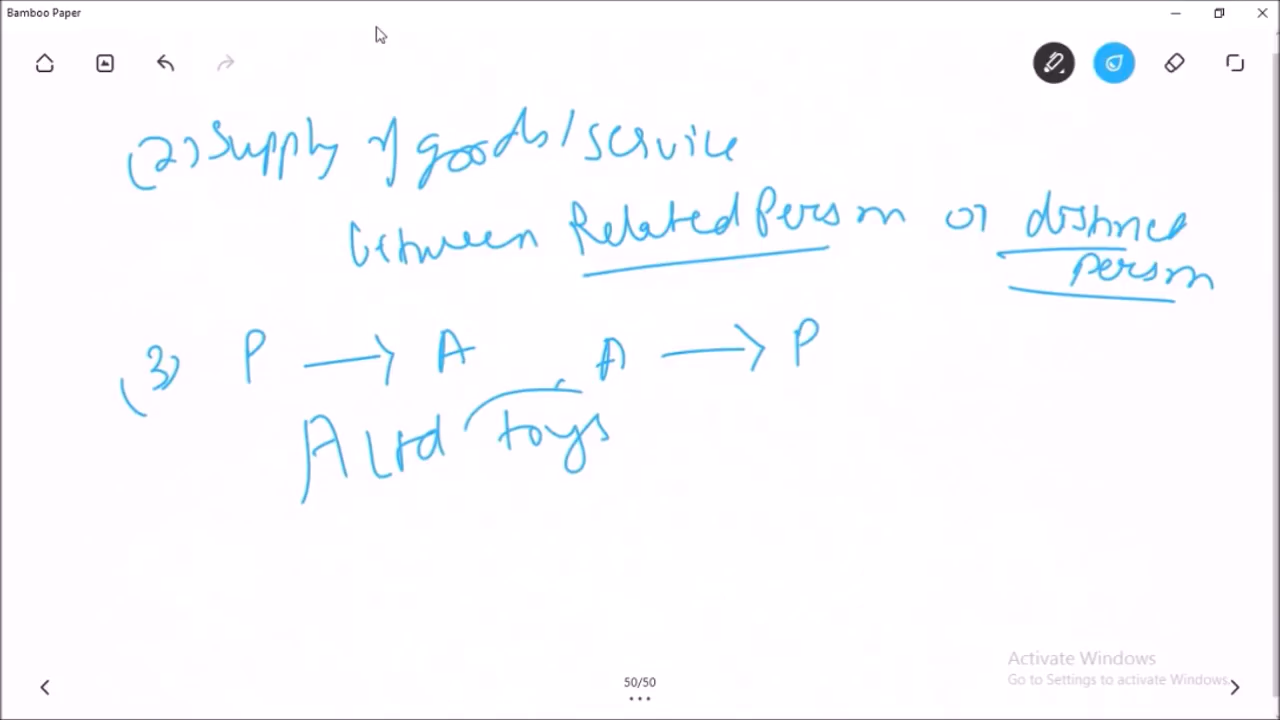 Bamboo Paper
(2) Supply of goods/service
between Related Person or distinct
person
(3) P → A A → P
A Ltd toys
50/50
Activate Windows
Go to Settings to activate Windows.